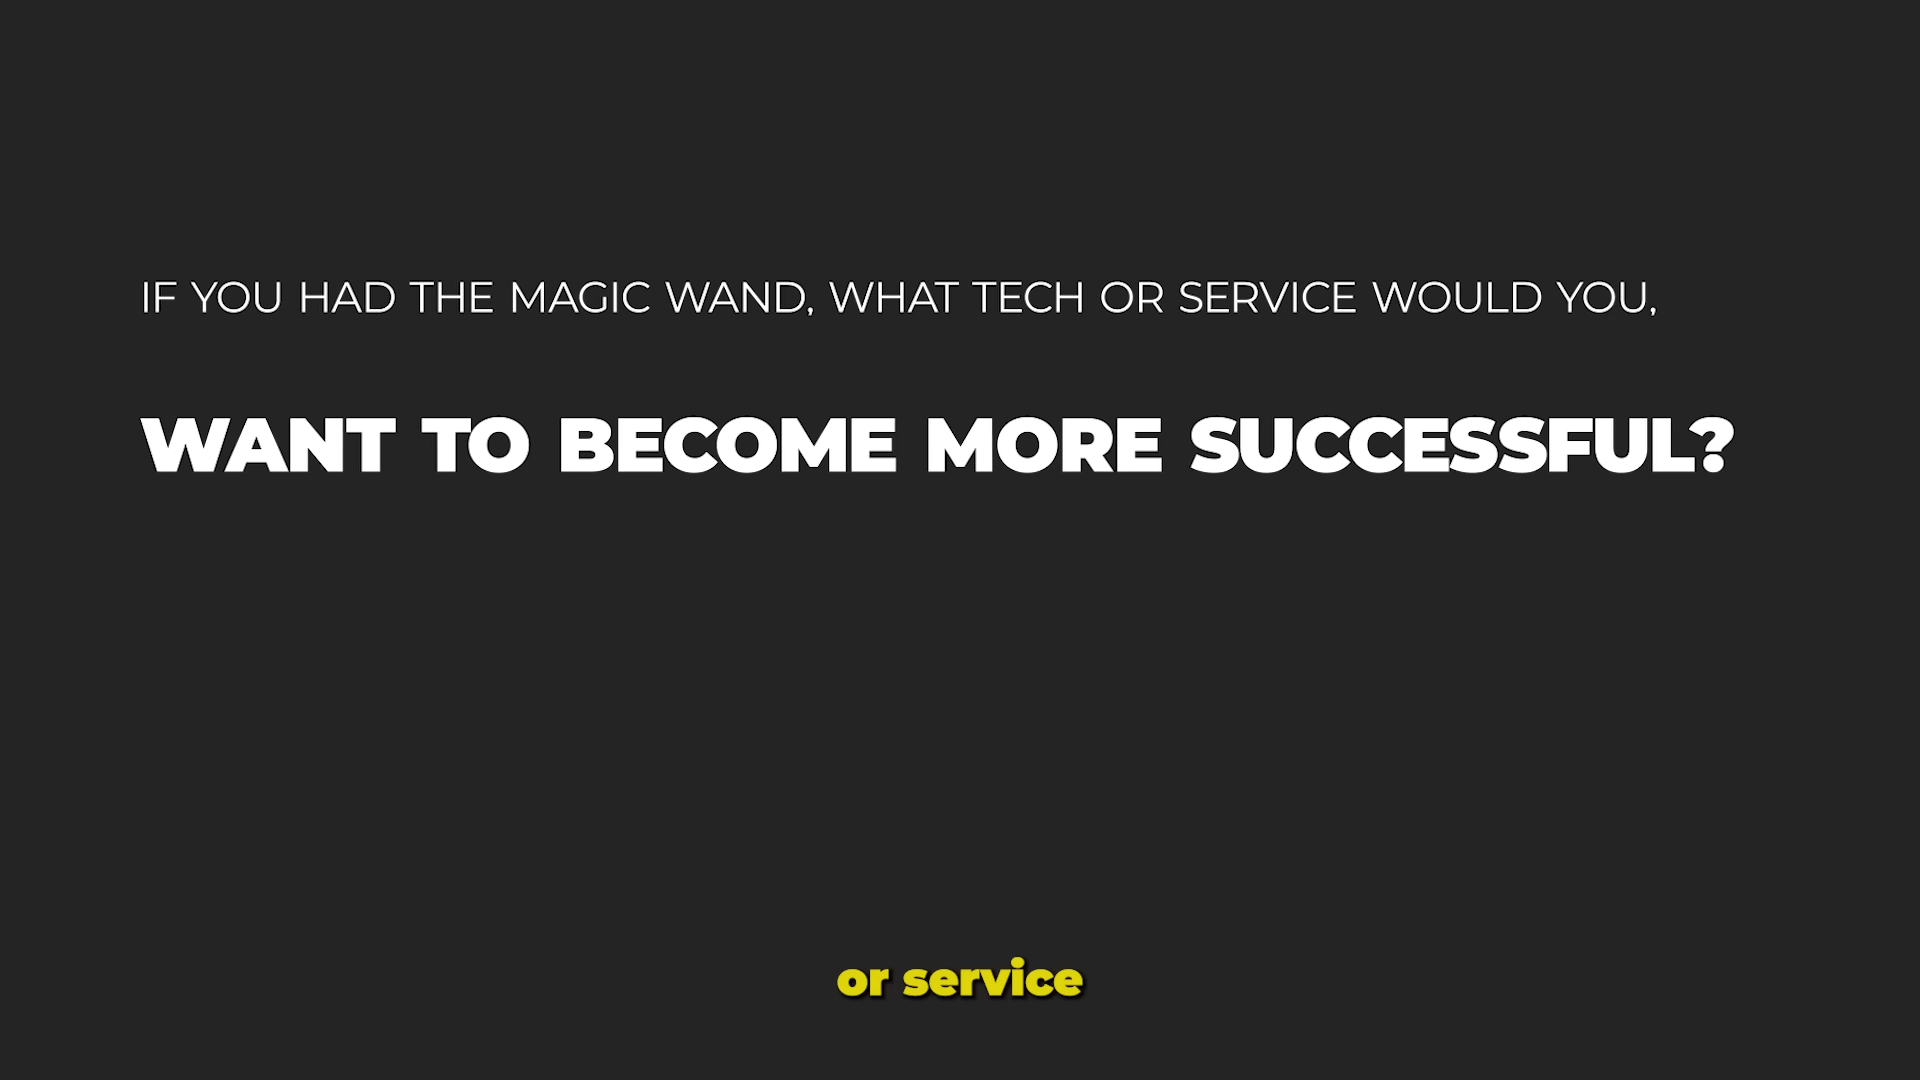 IF YOU HAD THE MAGIC WAND, WHAT TECH OR SERVICE WOULD YOU,
WANT TO BECOME MORE SUCCESSFUL?
or service